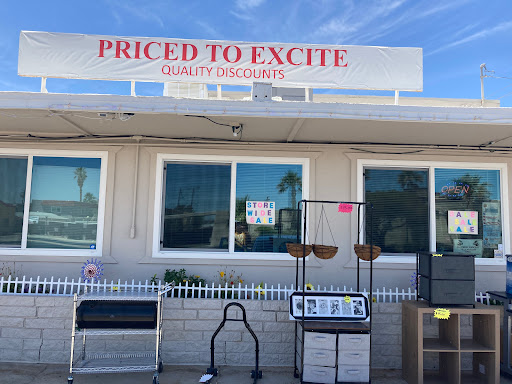 PRICED TO EXCITE
QUALITY DISCOUNTS
STORE
WIDE
SALE
OPEN